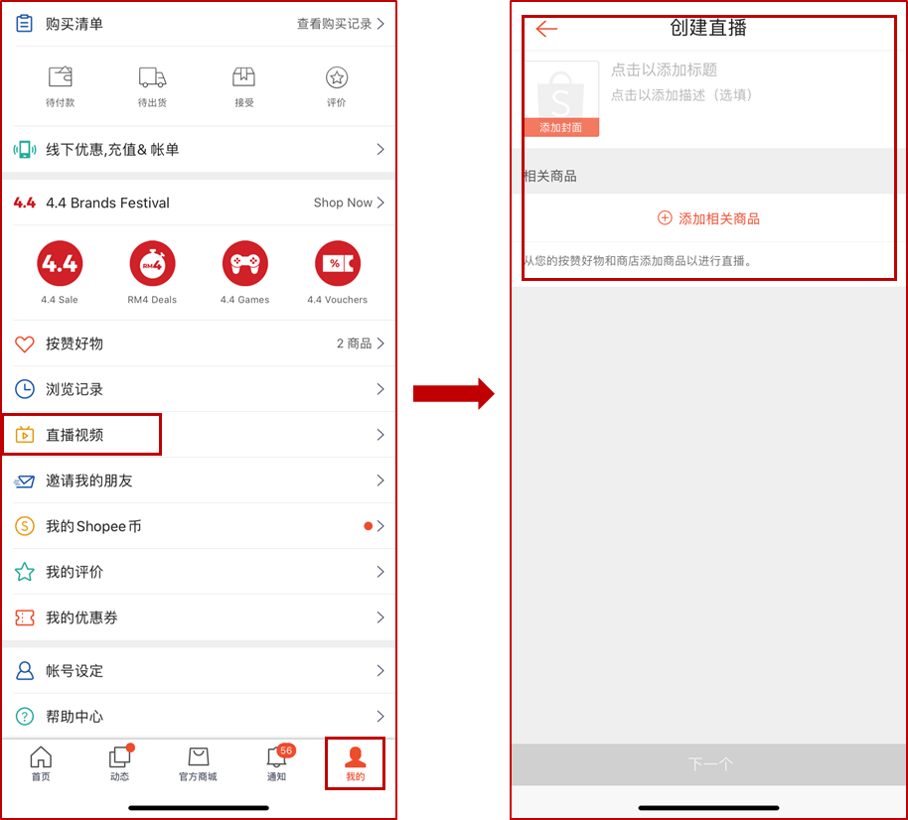 购买清单 查看购买记录
待付款 待出货 接受 评价
线下优惠,充值& 帐单
4.4 4.4 Brands Festival Shop Now
4.4 RM4 %
4.4 Sale RM4 Deals 4.4 Games 4.4 Vouchers
按赞好物 2 商品
浏览记录
直播视频
邀请我的朋友
S 我的Shopee币
我的评价
我的优惠券
帐号设定
? 帮助中心
56
首页 动态 官方商城 通知 我的
创建直播
点击以添加标题
点击以添加描述（选填）
S
添加封面
相关商品
添加相关商品
从您的按赞好物和商店添加商品以进行直播。
下一个